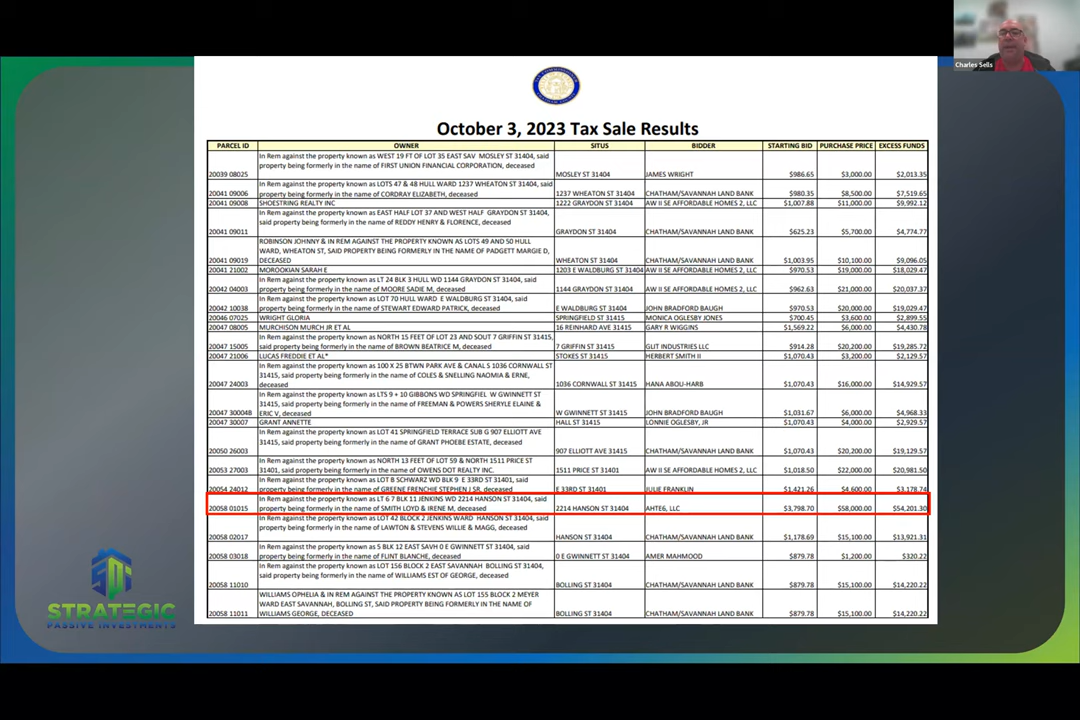 Charles Sells
October 3, 2023 Tax Sale Results
PARCEL ID OWNER SITUS BIDDER STARTING BID PURCHASE PRICE EXCESS FUNDS
In Rem against the property known as WEST 19 FT OF LOT 35 EAST SAV MOSLEY ST 31404, said
property being formerly in the name of FIRST UNION FINANCIAL CORPORATION, deceased
20039 08025 MOSLEY ST 31404 JAMES WRIGHT $986.65 $3,000.00 $2,013.35
In Rem against the property known as LOTS 47 & 48 HULL WARD 1237 WHEATON ST 31404, said
20041 09006 property being formerly in the name of CORDRAY ELIZABETH, deceased 1237 WHEATON ST 31404 CHATHAM/SAVANNAH LAND BANK $980.35 $8,500.00 $7,519.65
20041 09008 SHOESTRING REALTY INC 1222 GRAYDON ST 31404 AW II SE AFFORDABLE HOMES 2, LLC $1,007.88 $11,000.00 $9,992.12
In Rem against the property known as EAST HALF LOT 37 AND WEST HALF GRAYDON ST 31404,
said property being formerly in the name of REDDY HENRY & FLORENCE, deceased
20041 09011 GRAYDON ST 31404 CHATHAM/SAVANNAH LAND BANK $625.23 $5,700.00 $4,774.77
ROBINSON JOHNNY & IN REM AGAINST THE PROPERTY KNOWN AS LOTS 49 AND 50 HULL
WARD, WHEATON ST, SAID PROPERTY BEING FORMERLY IN THE NAME OF PADGETT MARGIE D,
20041 09019 DECEASED WHEATON ST 31404 CHATHAM/SAVANNAH LAND BANK $1,003.95 $10,100.00 $9,096.05
20041 21002 MOROOKIAN SARAH E 1203 E WALDBURG ST 31404 AW II SE AFFORDABLE HOMES 2, LLC $970.53 $19,000.00 $18,029.47
In Rem against the property known as LT 24 BLK 3 HULL WD 1144 GRAYDON ST 31404, said
20042 04003 property being formerly in the name of MOORE SADIE M, deceased 1144 GRAYDON ST 31404 AW II SE AFFORDABLE HOMES 2, LLC $962.63 $21,000.00 $20,037.37
In Rem against the property known as LOT 70 HULL WARD E WALDBURG ST 31404, said
20042 10038 property being formerly in the name of STEWART EDWARD PATRICK, deceased E WALDBURG ST 31404 JOHN BRADFORD BAUGH $970.53 $20,000.00 $19,029.47
20046 07025 WRIGHT GLORIA SPRINGFIELD ST 31415 MONICA OGLESBY JONES $700.45 $3,600.00 $2,899.55
20047 08005 MURCHISON MURCH JR ET AL 16 REINHARD AVE 31415 GARY R WIGGINS $1,569.22 $6,000.00 $4,430.78
In Rem against the property known as NORTH 15 FEET OF LOT 23 AND SOUT 7 GRIFFIN ST 31415,
20047 15005 said property being formerly in the name of BROWN BEATRICE M, deceased 7 GRIFFIN ST 31415 GUT INDUSTRIES LLC $914.28 $20,200.00 $19,285.72
20047 21006 LUCAS FREDDIE ET AL* STOKES ST 31415 HERBERT SMITH II $1,070.43 $3,200.00 $2,129.57
In Rem against the property known as 100 X 25 BTWN PARK AVE & CANAL S 1036 CORNWALL ST
31415, said property being formerly in the name of COLES & SNELLING NAOMIA & ERNE,
20047 24003 deceased 1036 CORNWALL ST 31415 HANA ABOU-HARB $1,070.43 $16,000.00 $14,929.57
In Rem against the property known as LTS 9 + 10 GIBBONS WD SPRINGFIEL W GWINNETT ST
31415, said property being formerly in the name of FREEMAN & POWERS SHERYLE ELAINE &
20047 30004B ERIC V, deceased W GWINNETT ST 31415 JOHN BRADFORD BAUGH $1,031.67 $6,000.00 $4,968.33
20047 30007 GRANT ANNETTE HALL ST 31415 LONNIE OGLESBY, JR $1,070.43 $4,000.00 $2,929.57
In Rem against the property known as LOT 41 SPRINGFIELD TERRACE SUB G 907 ELLIOTT AVE
31415, said property being formerly in the name of GRANT PHOEBE ESTATE, deceased
20050 26003 907 ELLIOTT AVE 31415 CHATHAM/SAVANNAH LAND BANK $870.43 $20,200.00 $19,129.57
In Rem against the property known as NORTH 13 FEET OF LOT 59 & NORTH 1511 PRICE ST
20053 27003 31401, said property being formerly in the name of OWENS DOT REALTY INC. 1511 PRICE ST 31401 AW II SE AFFORDABLE HOMES 2, LLC $1,018.50 $22,000.00 $20,981.50
In Rem against the property known as LOT B SCHWARZ WD BLK 9 E 33RD ST 31401, said
20054 24012 property being formerly in the name of GREENE FRENCHIE STEPHEN J SR, deceased E 33RD ST 31401 JULIE FRANKLIN $1,421.26 $4,600.00 $3,178.74
In Rem against the property known as LT 6 7 BLK 11 JENKINS WD 2214 HANSON ST 31404, said
20058 01015 property being formerly in the name of SMITH LOYD & IRENE M, deceased 2214 HANSON ST 31404 AHTE6, LLC $3,798.70 $58,000.00 $54,201.30
In Rem against the property known as LOT 42 BLOCK 2 JENKINS WARD HANSON ST 31404, said
property being formerly in the name of LAWTON & STEVENS WILLIE & MAGG, deceased
20058 02017 HANSON ST 31404 CHATHAM/SAVANNAH LAND BANK $1,178.69 $15,100.00 $13,921.31
In Rem against the property known as 5 BLK 12 EAST SAVH 0 E GWINNETT ST 31404, said
20058 03018 property being formerly in the name of FLINT BLANCHE, deceased 0 E GWINNETT ST 31404 AMER MAHMOOD $879.78 $1,200.00 $320.22
In Rem against the property known as LOT 156 BLOCK 2 EAST SAVANNAH BOLLING ST 31404,
said property being formerly in the name of WILLIAMS EST OF GEORGE, deceased
20058 11010 BOLLING ST 31404 CHATHAM/SAVANNAH LAND BANK $879.78 $15,100.00 $14,220.22
WILLIAMS OPHELIA & IN REM AGAINST THE PROPERTY KNOWN AS LOT 155 BLOCK 2 MEYER
WARD EAST SAVANNAH, BOLLING ST, SAID PROPERTY BEING FORMERLY IN THE NAME OF
20058 11011 WILLIAMS GEORGE, DECEASED BOLLING ST 31404 CHATHAM/SAVANNAH LAND BANK $879.78 $15,100.00 $14,220.22
STRATEGIC
PASSIVE INVESTMENTS